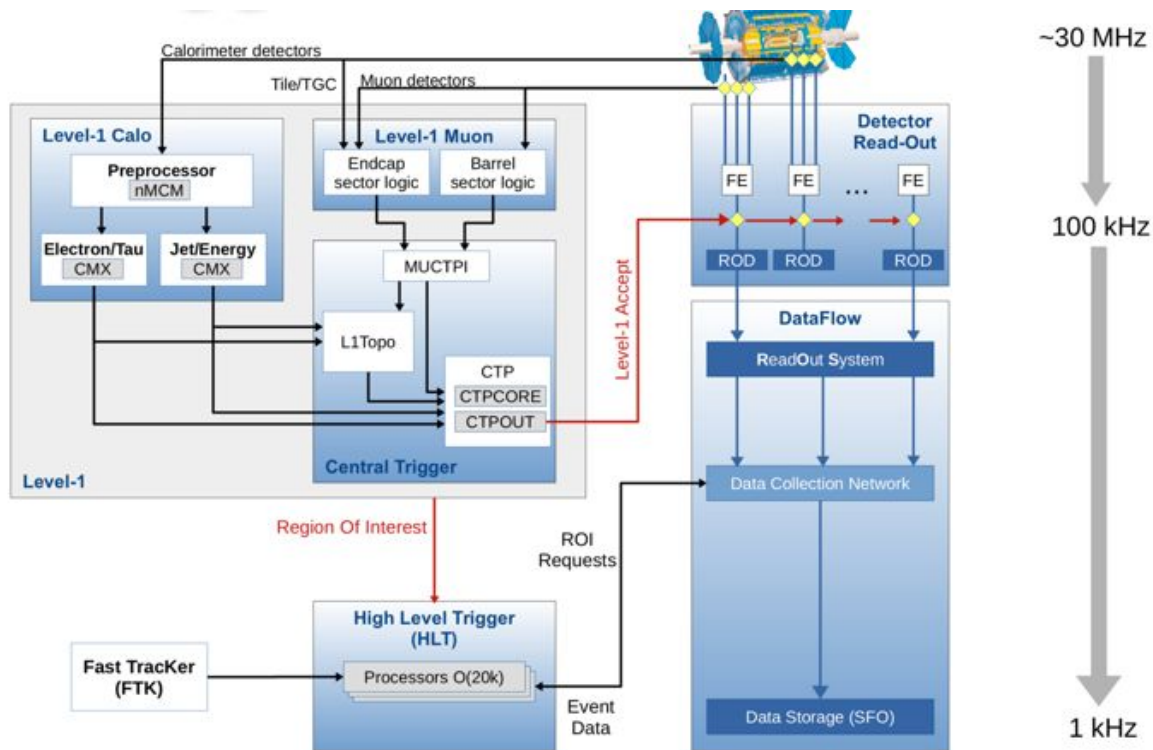 ~30 MHz
Calorimeter detectors
Tile/TGC
Muon detectors
Level-1 Calo
Preprocessor
nMCM
Electron/Tau
CMX
Jet/Energy
CMX
Level-1 Muon
Endcap
sector logic
Barrel
sector logic
MUCTPI
L1Topo
CTP
CTPCORE
CTPOUT
Central Trigger
Level-1
Level-1 Accept
Detector
Read-Out
FE
FE
...
FE
ROD
ROD
ROD
100 kHz
DataFlow
ReadOut System
Data Collection Network
Data Storage (SFO)
Region Of Interest
ROI
Requests
High Level Trigger
(HLT)
Processors O(20k)
Fast TracKer
(FTK)
Event
Data
1 kHz